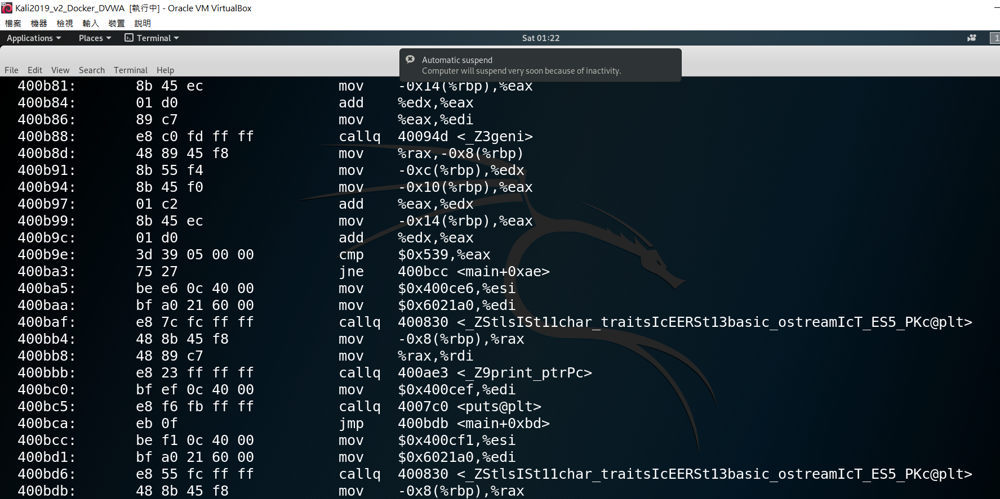 Kali2019_v2_Docker_DVWA [執行中] - Oracle VM VirtualBox
檔案 機器 檢視 輸入 裝置 說明
Applications Places Terminal Sat 01:22 1
Automatic suspend
Computer will suspend very soon because of inactivity.
File Edit View Search Terminal Help
400b81: 8b 45 ec mov -0x14(%rbp),%eax
400b84: 01 d0 add %edx,%eax
400b86: 89 c7 mov %eax,%edi
400b88: e8 c0 fd ff ff callq 40094d <_Z3geni>
400b8d: 48 89 45 f8 mov %rax,-0x8(%rbp)
400b91: 8b 55 f4 mov -0xc(%rbp),%edx
400b94: 8b 45 f0 mov -0x10(%rbp),%eax
400b97: 01 c2 add %eax,%edx
400b99: 8b 45 ec mov -0x14(%rbp),%eax
400b9c: 01 d0 add %edx,%eax
400b9e: 3d 39 05 00 00 cmp $0x539,%eax
400ba3: 75 27 jne 400bcc <main+0xae>
400ba5: be e6 0c 40 00 mov $0x400ce6,%esi
400baa: bf a0 21 60 00 mov $0x6021a0,%edi
400baf: e8 7c fc ff ff callq 400830 <_ZStlsISt11char_traitsIcEERSt13basic_ostreamIcT_ES5_PKc@plt>
400bb4: 48 8b 45 f8 mov -0x8(%rbp),%rax
400bb8: 48 89 c7 mov %rax,%rdi
400bbb: e8 23 ff ff ff callq 400ae3 <_Z9print_ptrPc>
400bc0: bf ef 0c 40 00 mov $0x400cef,%edi
400bc5: e8 f6 fb ff ff callq 4007c0 <puts@plt>
400bca: eb 0f jmp 400bdb <main+0xbd>
400bcc: be f1 0c 40 00 mov $0x400cf1,%esi
400bd1: bf a0 21 60 00 mov $0x6021a0,%edi
400bd6: e8 55 fc ff ff callq 400830 <_ZStlsISt11char_traitsIcEERSt13basic_ostreamIcT_ES5_PKc@plt>
400bdb: 48 8b 45 f8 mov -0x8(%rbp),%rax